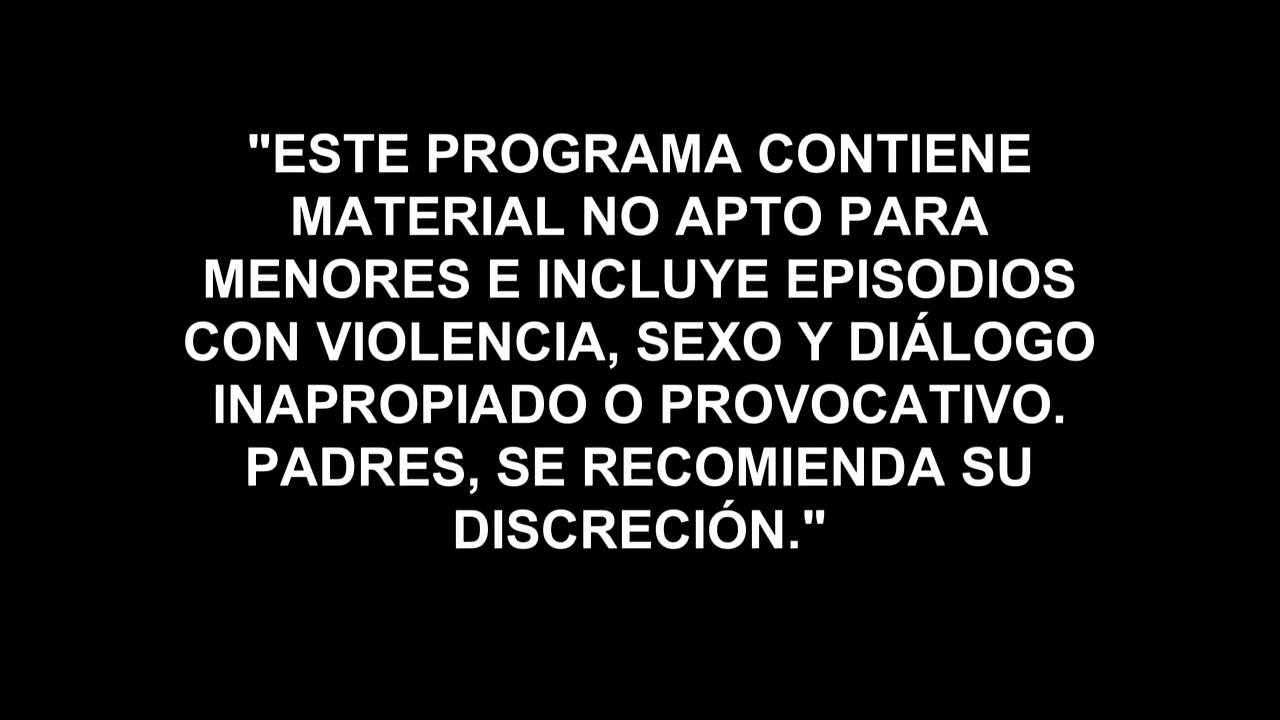 "ESTE PROGRAMA CONTIENE
MATERIAL NO APTO PARA
MENORES E INCLUYE EPISODIOS
CON VIOLENCIA, SEXO Y DIÁLOGO
INAPROPIADO O PROVOCATIVO.
PADRES, SE RECOMIENDA SU
DISCRECIÓN."